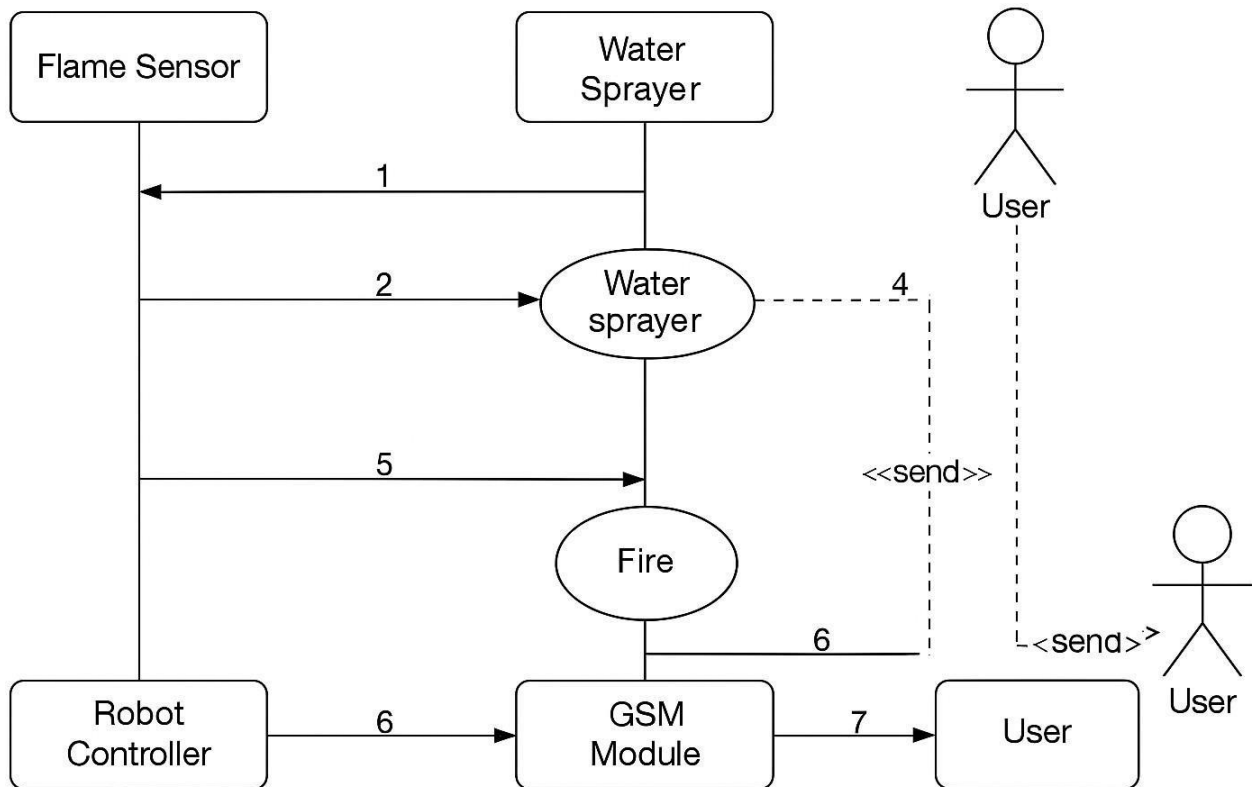 Flame Sensor
Water
Sprayer
User
1
2
Water
sprayer
4
5
<<send>>
Fire
6
<send>
User
Robot
Controller
6
GSM
Module
7
User